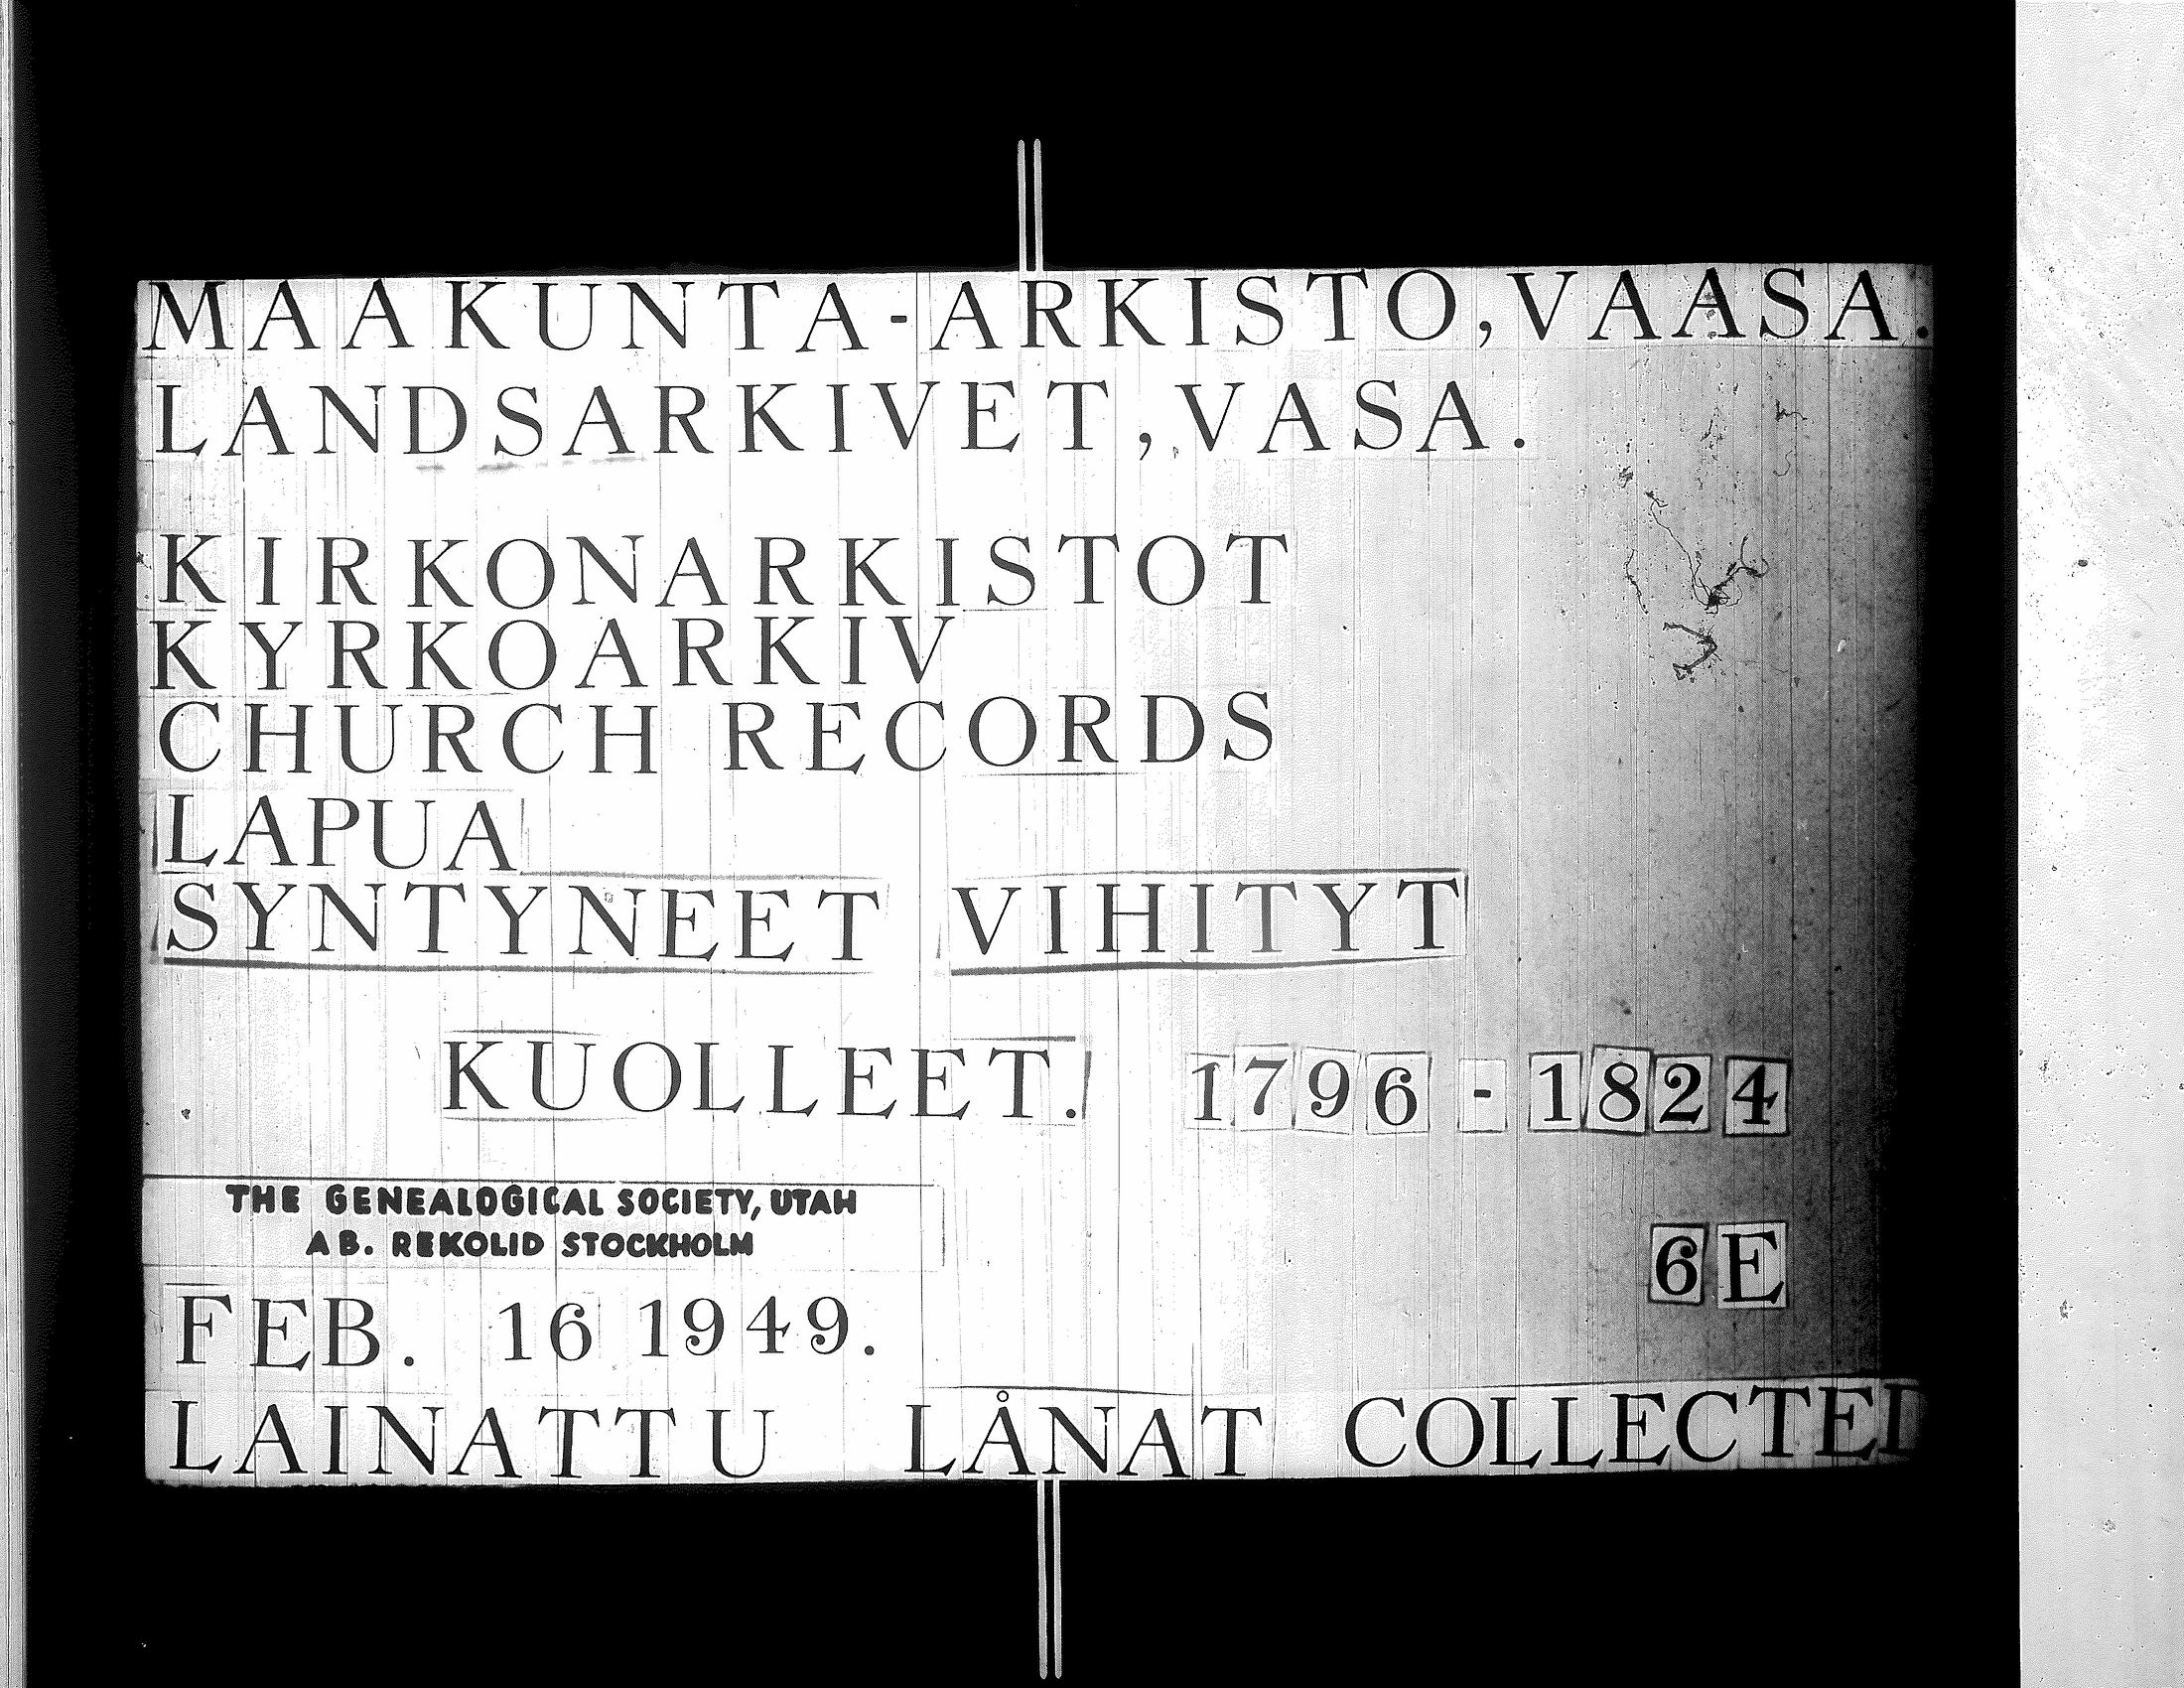 MAAKUNTA-ARKISTO, VAASA.
LANDSARKIVET, VASA.
KIRKONARKISTOT
KYRKOARKIV
CHURCH RECORDS
LAPUA
SYNTYNEET VIHITYT
KUOLLEET. 1796 - 1824
THE GENEALOGICAL SOCIETY, UTAH
AB. REKOLID STOCKHOLM
6E
FEB. 16 1949.
LAINATTU LÅNAT COLLECTED